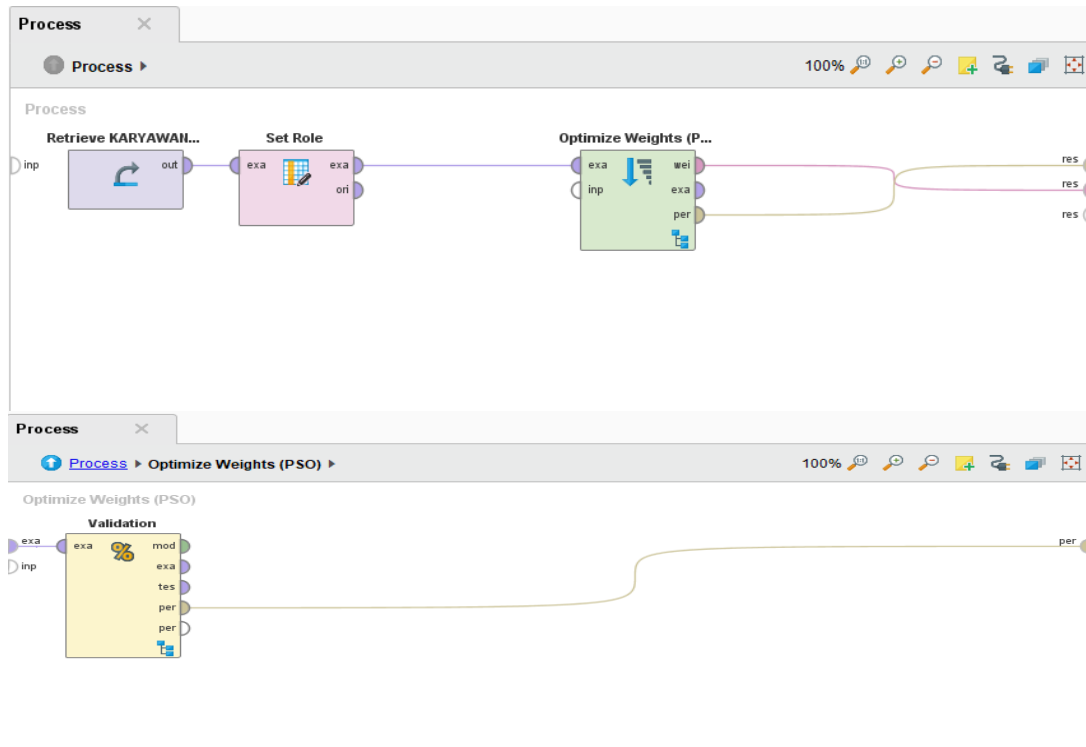 Process
Process
100%
Process
Retrieve KARYAWAN... Set Role Optimize Weights (P...
inp out exa exa exa wei res
ori inp exa res
per res
Process
Process Optimize Weights (PSO)
100%
Optimize Weights (PSO)
Validation
exa exa mod per
inp exa
tes
per
per